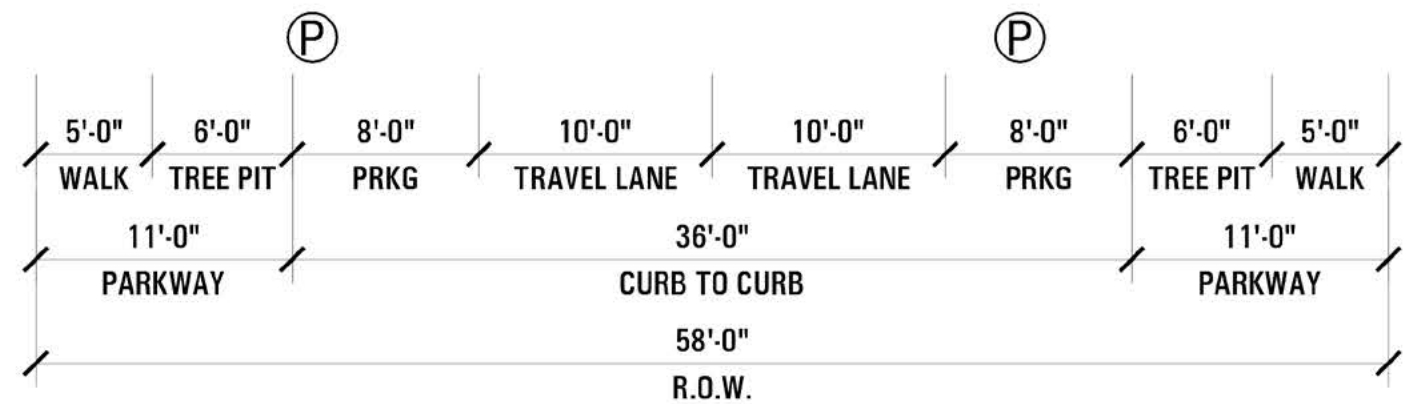 P P
5'-0" 6'-0" 8'-0" 10'-0" 10'-0" 8'-0" 6'-0" 5'-0"
WALK TREE PIT PRKG TRAVEL LANE TRAVEL LANE PRKG TREE PIT WALK
11'-0" 36'-0" 11'-0"
PARKWAY CURB TO CURB PARKWAY
58'-0"
R.O.W.